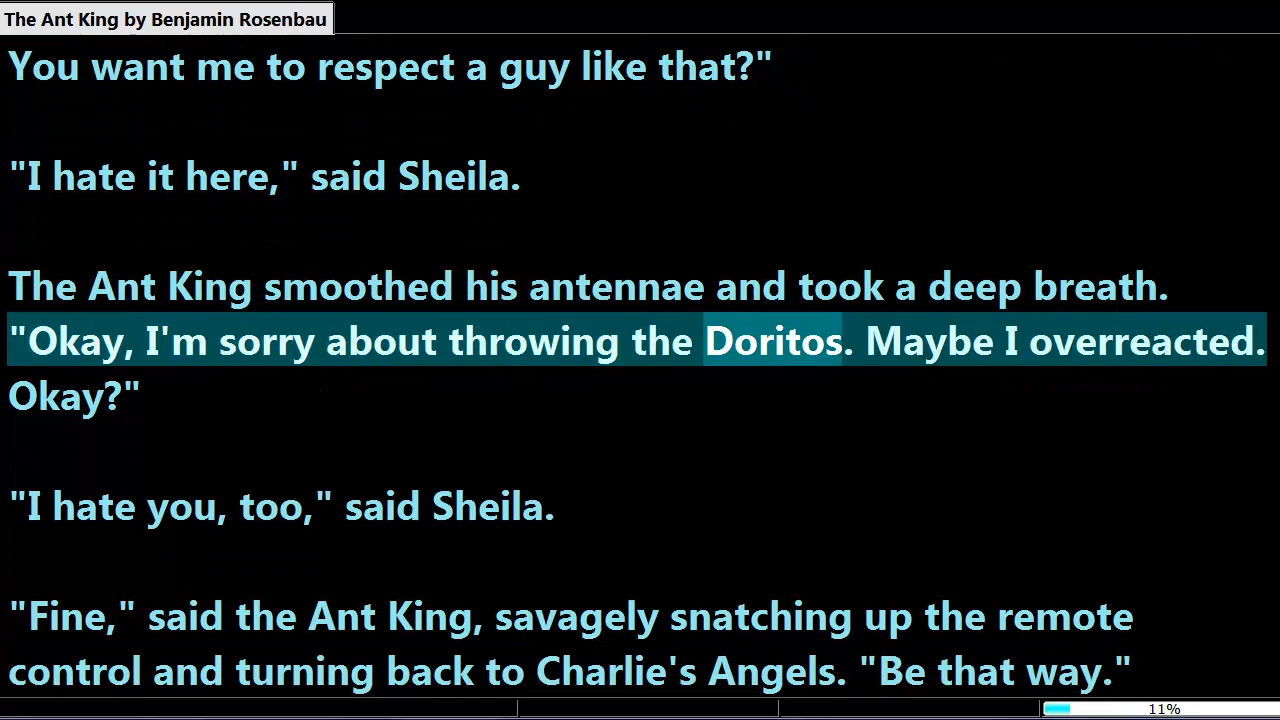 The Ant King by Benjamin Rosenbau
You want me to respect a guy like that?"
"I hate it here," said Sheila.
The Ant King smoothed his antennae and took a deep breath.
"Okay, I'm sorry about throwing the Doritos. Maybe I overreacted.
Okay?"
"I hate you, too," said Sheila.
"Fine," said the Ant King, savagely snatching up the remote
control and turning back to Charlie's Angels. "Be that way."
11%